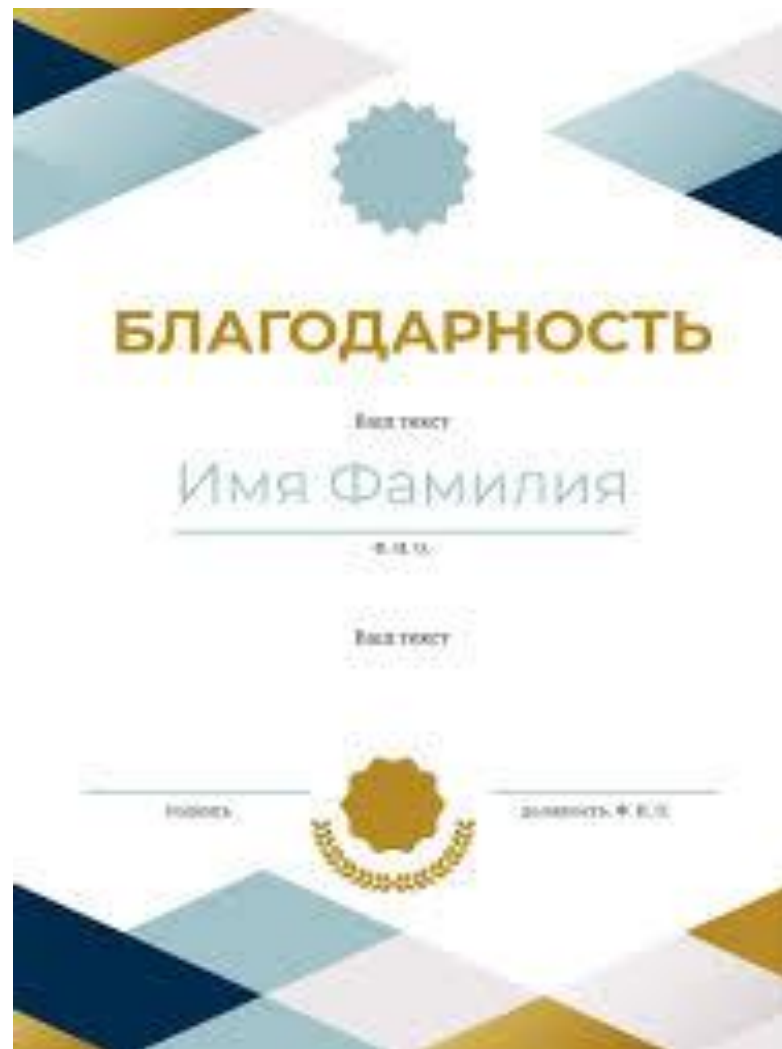 БЛАГОДАРНОСТЬ
Ваш текст
Имя Фамилия
Ф. И. О.
Ваш текст
подпись
должность, Ф. И. О.